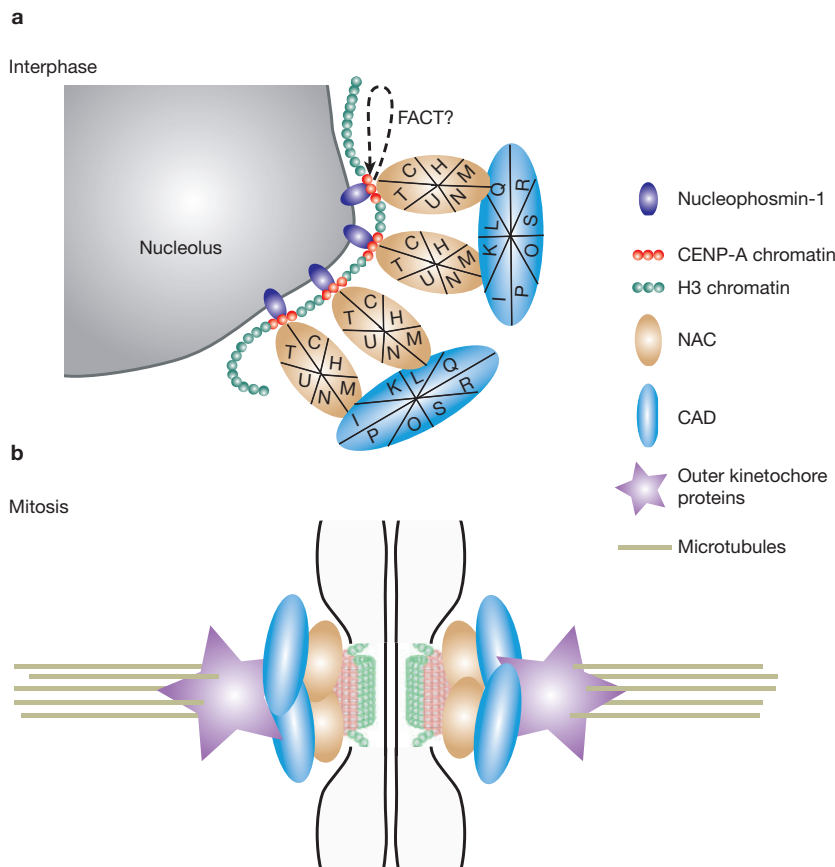 a
Interphase
FACT?
Nucleolus
T C H M N U
Q R S O P I K L
T C H M N U
T C H M N U
T C H M N U
I K L Q R S O P
Nucleophosmin-1
CENP-A chromatin
H3 chromatin
NAC
CAD
Outer kinetochore
proteins
Microtubules
b
Mitosis